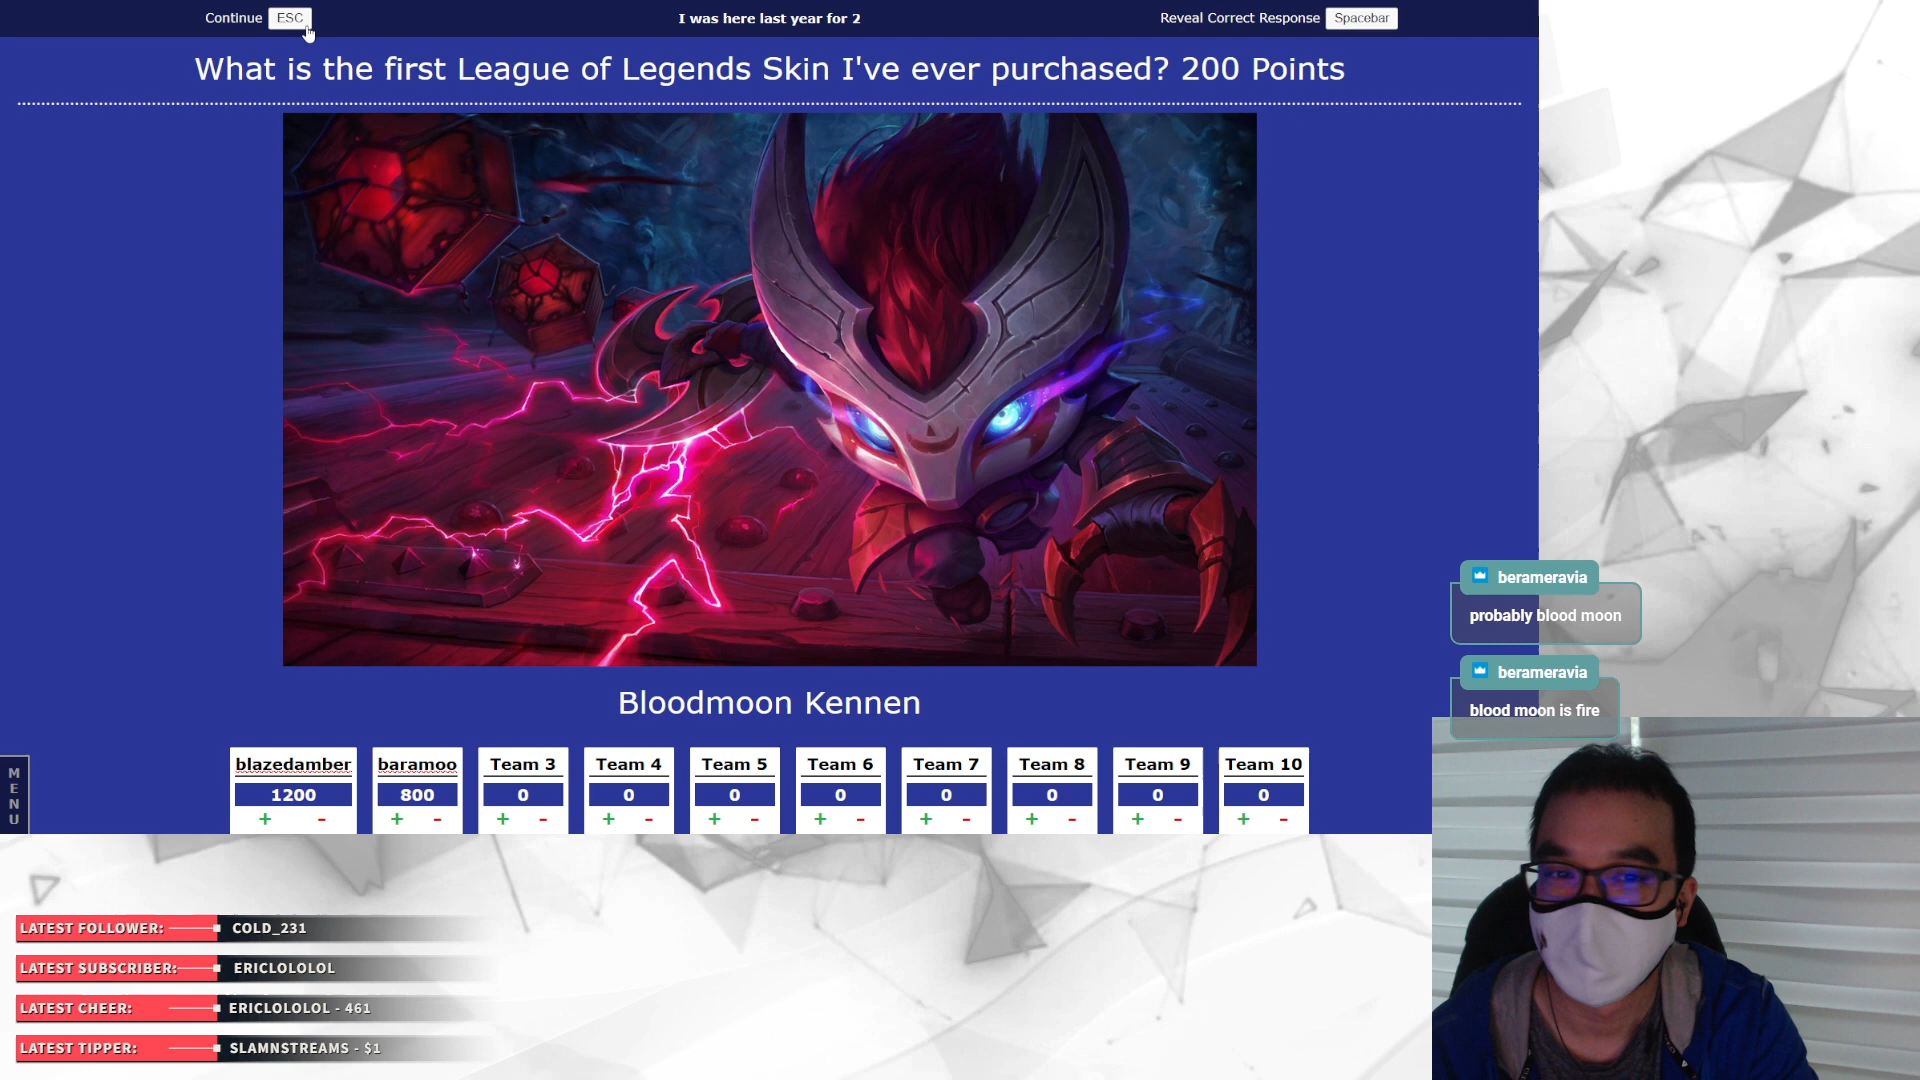 Continue ESC
I was here last year for 2
Reveal Correct Response Spacebar
What is the first League of Legends Skin I've ever purchased? 200 Points
berameravia
probably blood moon
berameravia
blood moon is fire
Bloodmoon Kennen
MENU
blazedamber baramoo Team 3 Team 4 Team 5 Team 6 Team 7 Team 8 Team 9 Team 10
1200 800 0 0 0 0 0 0 0 0
+ - + - + - + - + - + - + - + - + - + -
LATEST FOLLOWER: COLD_231
LATEST SUBSCRIBER: ERICLOLOLOL
LATEST CHEER: ERICLOLOLOL - 461
LATEST TIPPER: SLAMNSTREAMS - $1